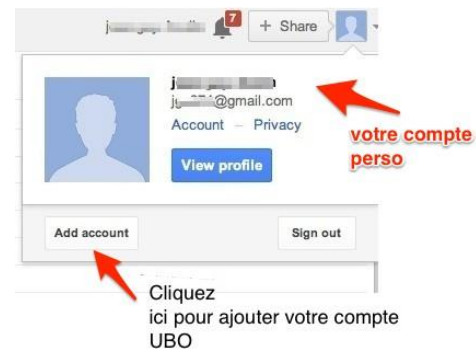 7
+ Share
@gmail.com
Account – Privacy
votre compte
perso
View profile
Add account
Sign out
Cliquez
ici pour ajouter votre compte
UBO